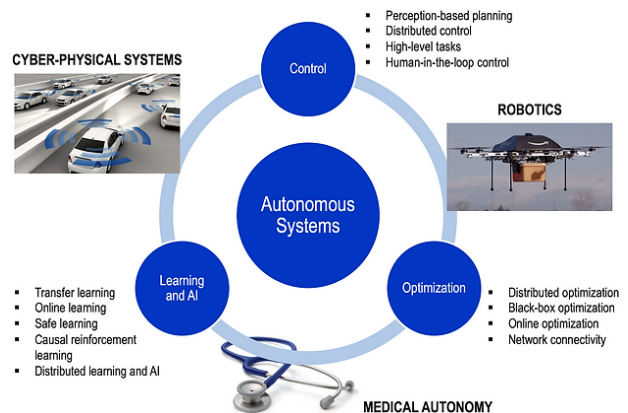 Perception-based planning
Distributed control
High-level tasks
Human-in-the-loop control
CYBER-PHYSICAL SYSTEMS
Control
ROBOTICS
Autonomous
Systems
Learning
and AI
Optimization
Transfer learning
Online learning
Safe learning
Causal reinforcement
learning
Distributed learning and AI
Distributed optimization
Black-box optimization
Online optimization
Network connectivity
MEDICAL AUTONOMY